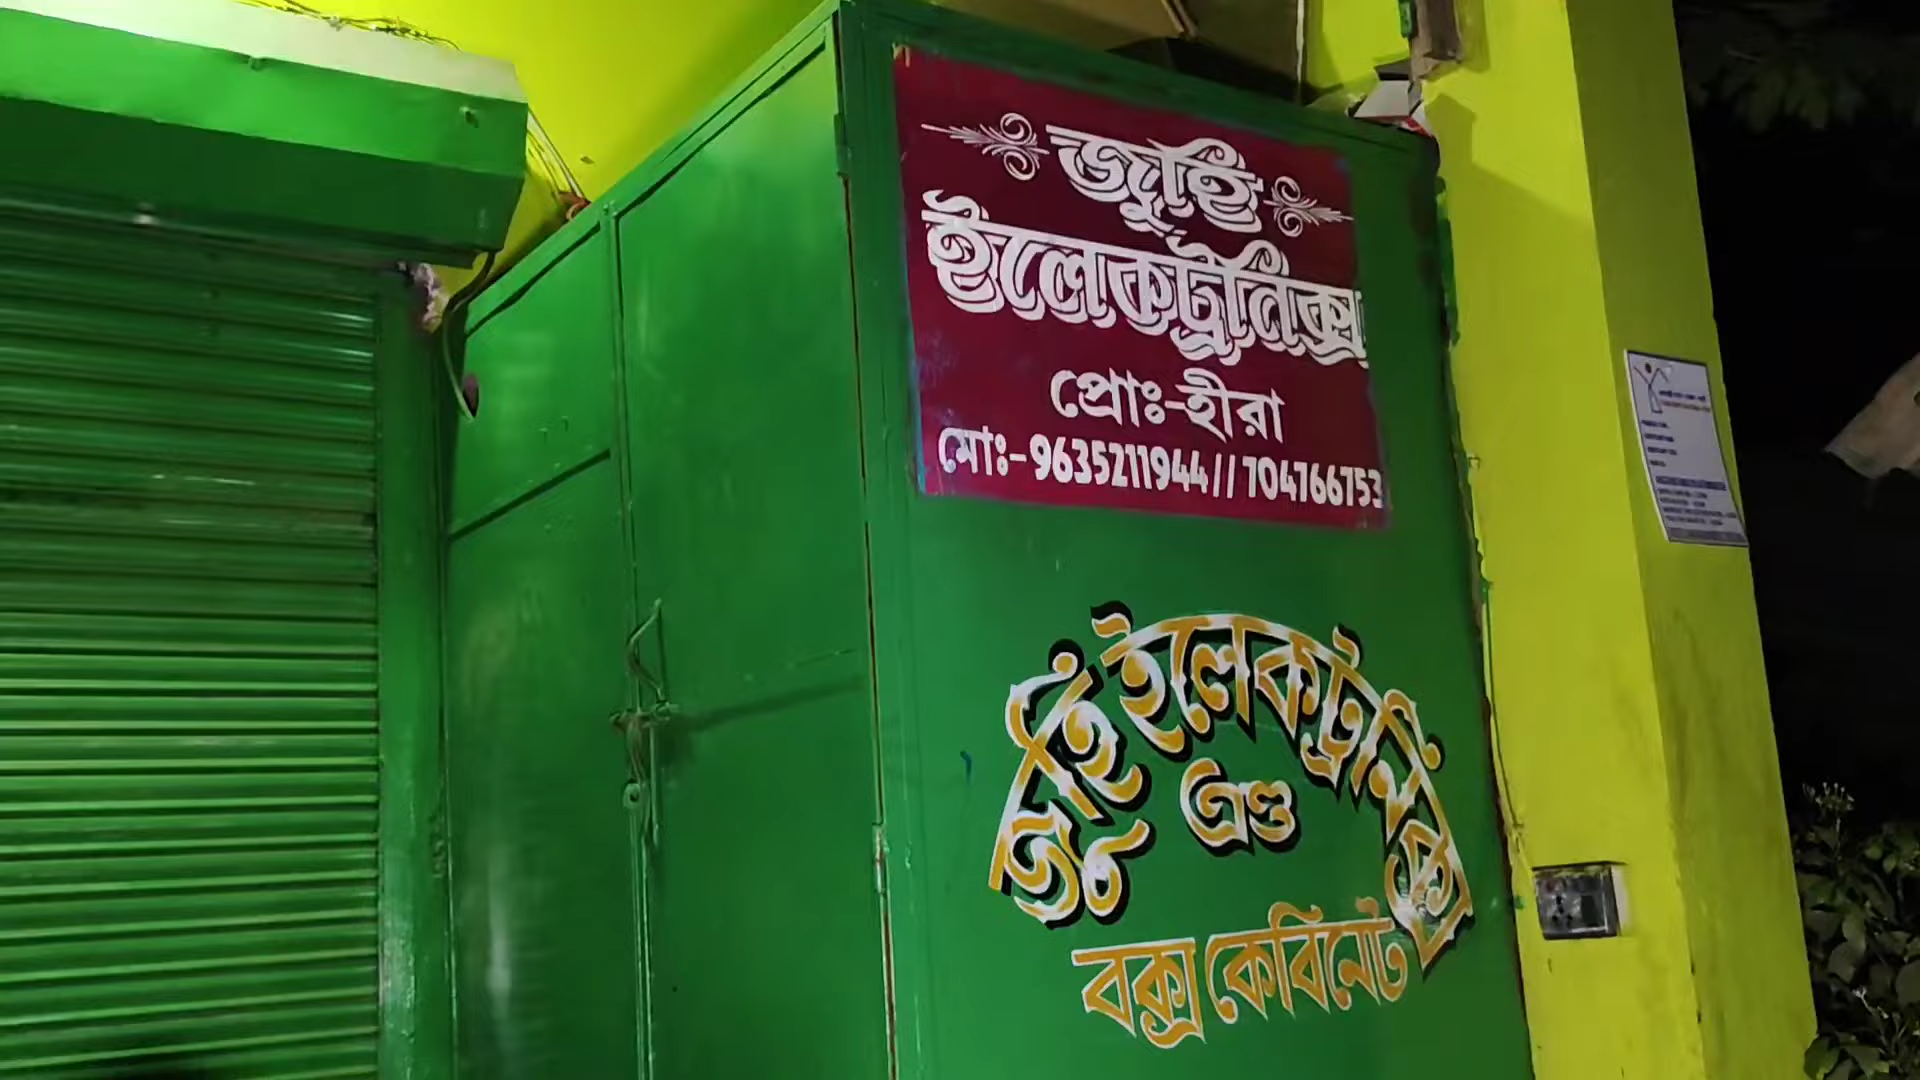 জুহি
ইলেকট্রনিক্স
প্রোঃ-হীরা
মোঃ-9635211944//704766753
জুহি ইলেকট্রনিক্স
এণ্ড
বক্স কেবিনেট